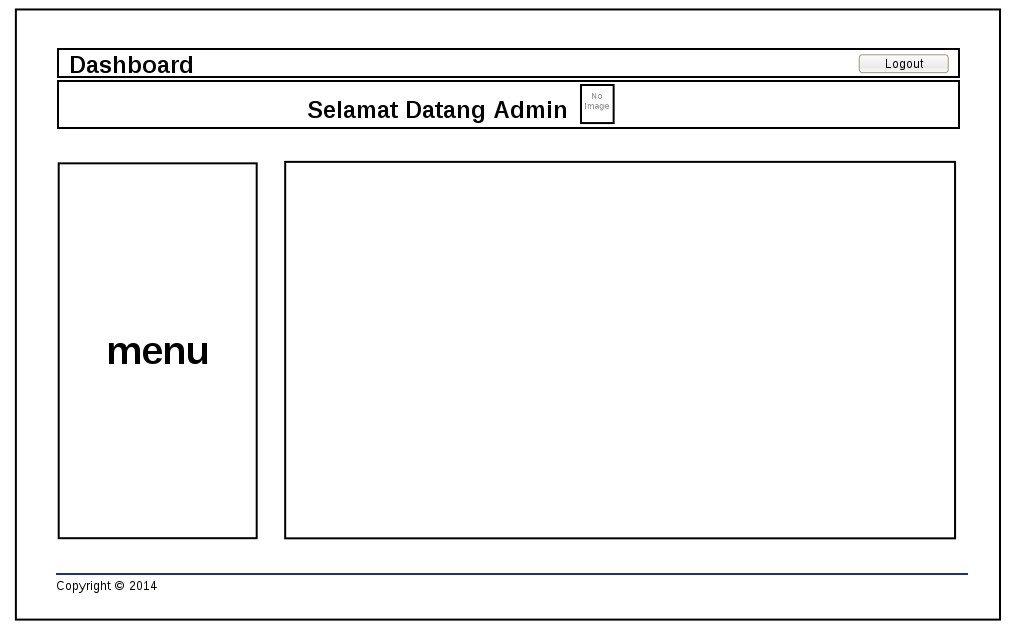 Dashboard
Logout
Selamat Datang Admin
No
Image
menu
Copyright © 2014